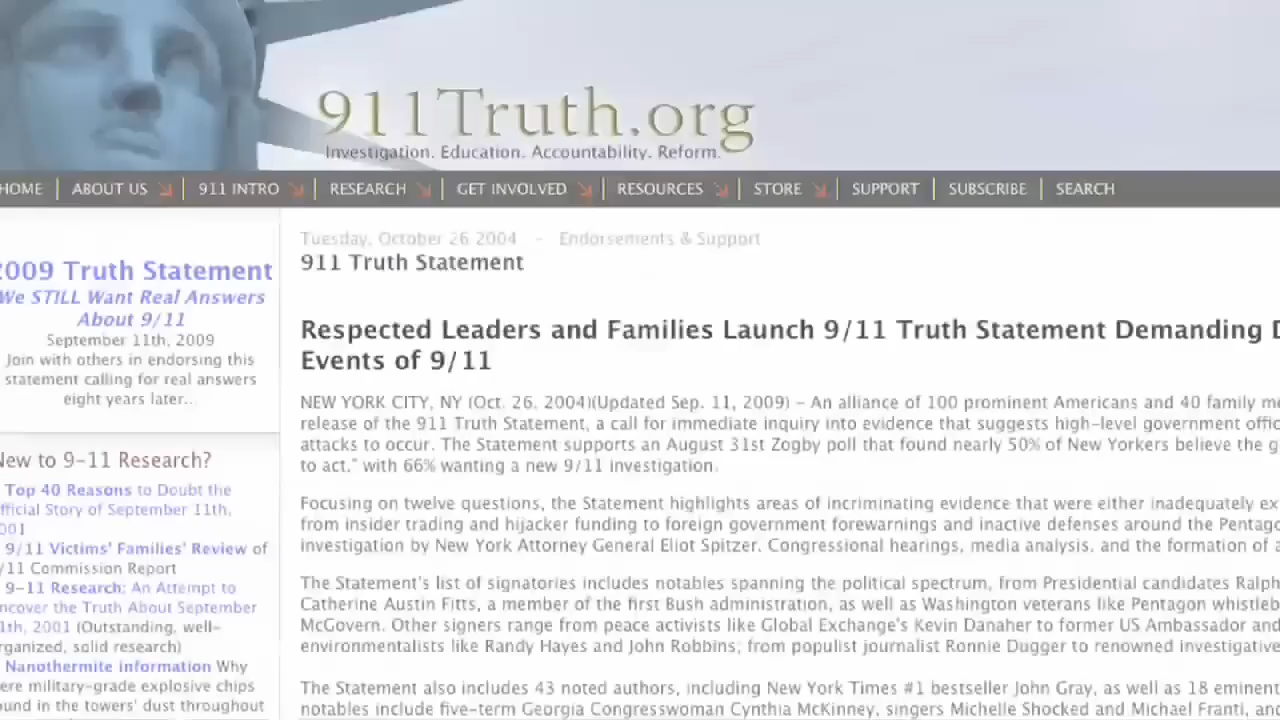 911Truth.org
Investigation. Education. Accountability. Reform.
HOME ABOUT US 911 INTRO RESEARCH GET INVOLVED RESOURCES STORE SUPPORT SUBSCRIBE SEARCH
2009 Truth Statement
We STILL Want Real Answers
About 9/11
September 11th, 2009
Join with others in endorsing this
statement calling for real answers
eight years later...
New to 9-11 Research?
Top 40 Reasons to Doubt the
fficial Story of September 11th,
001
9/11 Victims' Families' Review of
/11 Commission Report
9-11 Research: An Attempt to
ncover the Truth About September
1th, 2001 (Outstanding, well-
rganized, solid research)
Nanothermite information Why
ere military-grade explosive chips
und in the towers' dust throughout
Tuesday, October 26 2004 - Endorsements & Support
911 Truth Statement
Respected Leaders and Families Launch 9/11 Truth Statement Demanding D
Events of 9/11
NEW YORK CITY, NY (Oct. 26, 2004)(Updated Sep. 11, 2009) – An alliance of 100 prominent Americans and 40 family me
release of the 911 Truth Statement, a call for immediate inquiry into evidence that suggests high-level government offic
attacks to occur. The Statement supports an August 31st Zogby poll that found nearly 50% of New Yorkers believe the g
to act," with 66% wanting a new 9/11 investigation.
Focusing on twelve questions, the Statement highlights areas of incriminating evidence that were either inadequately ex
from insider trading and hijacker funding to foreign government forewarnings and inactive defenses around the Pentago
investigation by New York Attorney General Eliot Spitzer, Congressional hearings, media analysis, and the formation of a
The Statement's list of signatories includes notables spanning the political spectrum, from Presidential candidates Ralph
Catherine Austin Fitts, a member of the first Bush administration, as well as Washington veterans like Pentagon whistleb
McGovern. Other signers range from peace activists like Global Exchange's Kevin Danaher to former US Ambassador and
environmentalists like Randy Hayes and John Robbins, from populist journalist Ronnie Dugger to renowned investigative
The Statement also includes 43 noted authors, including New York Times #1 bestseller John Gray, as well as 18 eminent
notables include five-term Georgia Congresswoman Cynthia McKinney, singers Michelle Shocked and Michael Franti, and